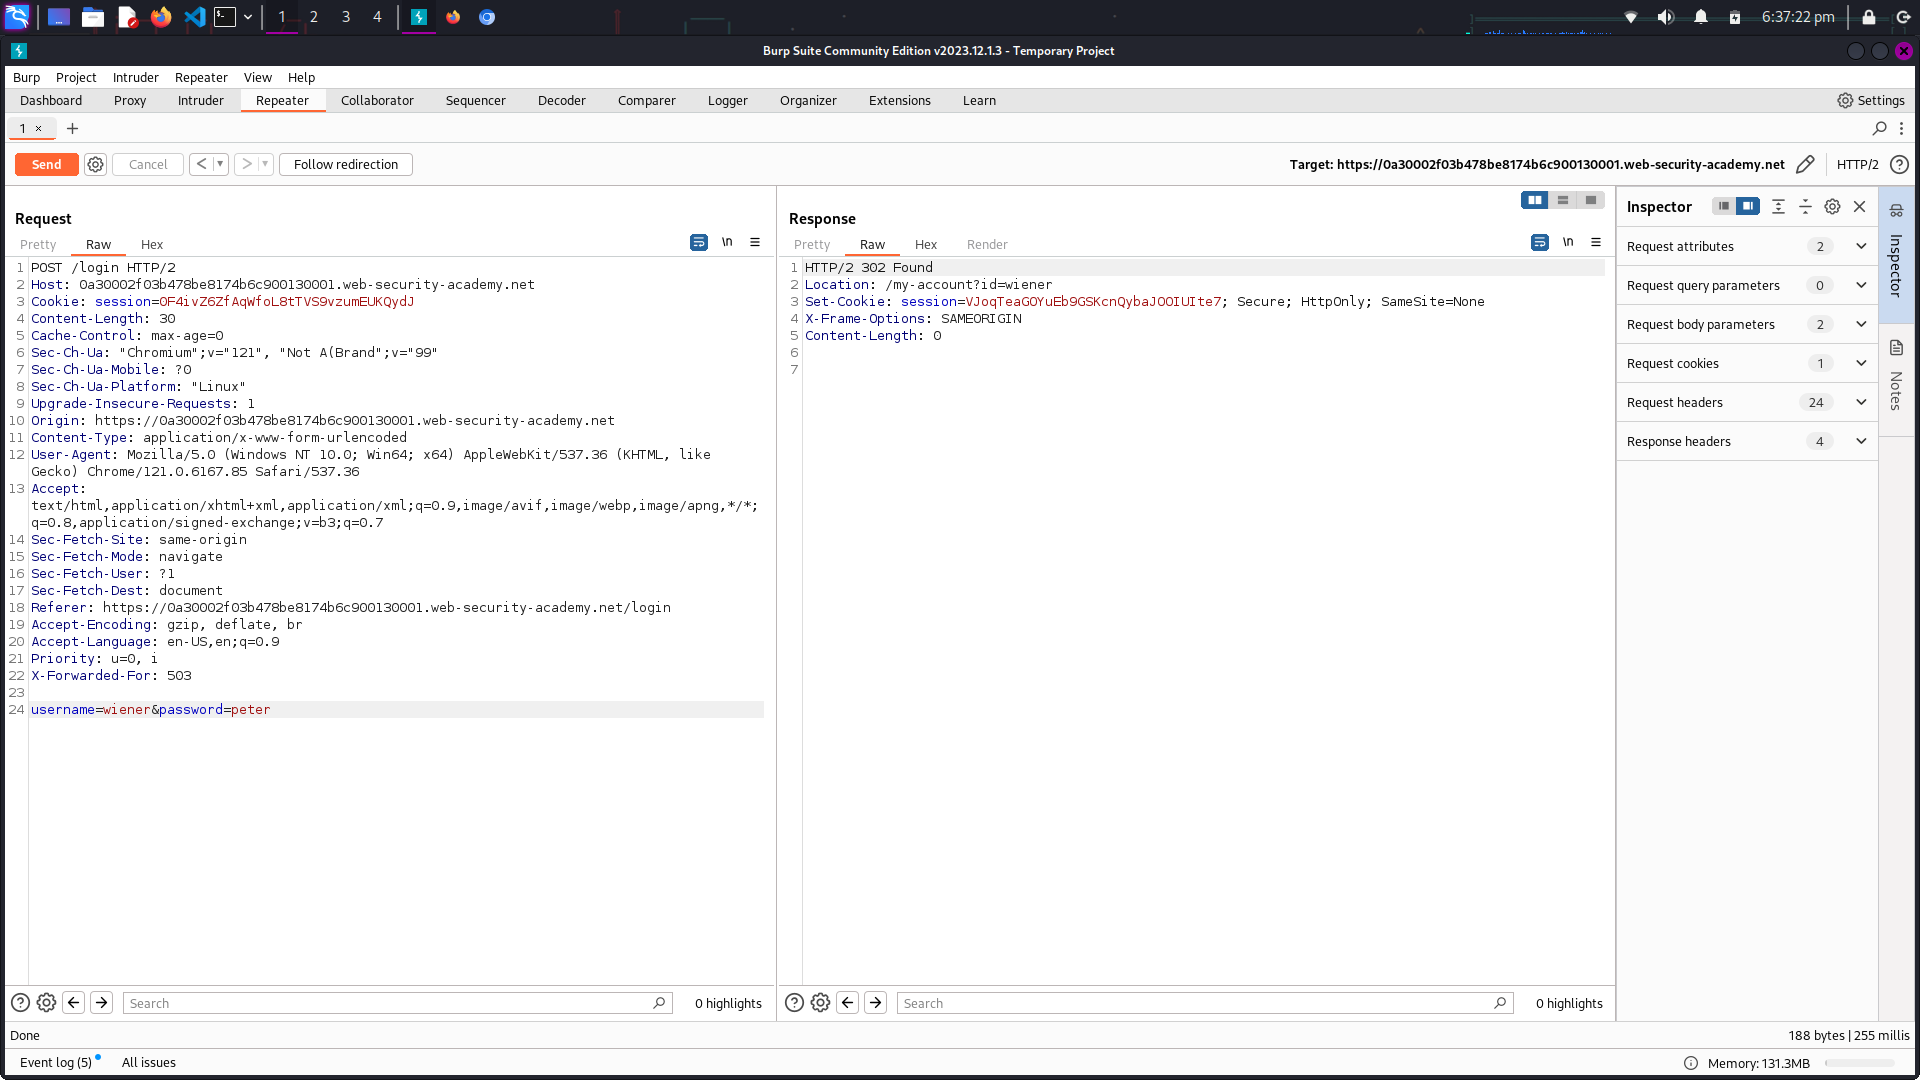 1 2 3 4 6:37:22 pm
Burp Suite Community Edition v2023.12.1.3 - Temporary Project
Burp Project Intruder Repeater View Help
Dashboard Proxy Intruder Repeater Collaborator Sequencer Decoder Comparer Logger Organizer Extensions Learn Settings
1 × +
Send Cancel < > Follow redirection Target: https://0a30002f03b478be8174b6c900130001.web-security-academy.net HTTP/2
Request
Pretty Raw Hex \n
1 POST /login HTTP/2
2 Host: 0a30002f03b478be8174b6c900130001.web-security-academy.net
3 Cookie: session=OF4ivZ6ZfAqWfoL8tTVS9vzumEUKQydJ
4 Content-Length: 30
5 Cache-Control: max-age=0
6 Sec-Ch-Ua: "Chromium";v="121", "Not A(Brand";v="99"
7 Sec-Ch-Ua-Mobile: ?0
8 Sec-Ch-Ua-Platform: "Linux"
9 Upgrade-Insecure-Requests: 1
10 Origin: https://0a30002f03b478be8174b6c900130001.web-security-academy.net
11 Content-Type: application/x-www-form-urlencoded
12 User-Agent: Mozilla/5.0 (Windows NT 10.0; Win64; x64) AppleWebKit/537.36 (KHTML, like
Gecko) Chrome/121.0.6167.85 Safari/537.36
13 Accept:
text/html,application/xhtml+xml,application/xml;q=0.9,image/avif,image/webp,image/apng,*/*;
q=0.8,application/signed-exchange;v=b3;q=0.7
14 Sec-Fetch-Site: same-origin
15 Sec-Fetch-Mode: navigate
16 Sec-Fetch-User: ?1
17 Sec-Fetch-Dest: document
18 Referer: https://0a30002f03b478be8174b6c900130001.web-security-academy.net/login
19 Accept-Encoding: gzip, deflate, br
20 Accept-Language: en-US,en;q=0.9
21 Priority: u=0, i
22 X-Forwarded-For: 503
23
24 username=wiener&password=peter
Search 0 highlights
Response
Pretty Raw Hex Render \n
1 HTTP/2 302 Found
2 Location: /my-account?id=wiener
3 Set-Cookie: session=VJoqTeaGOYuEb9GSKcnQybaJOOIUIte7; Secure; HttpOnly; SameSite=None
4 X-Frame-Options: SAMEORIGIN
5 Content-Length: 0
6
7
Search 0 highlights
Inspector
Request attributes 2
Request query parameters 0
Request body parameters 2
Request cookies 1
Request headers 24
Response headers 4
Inspector
Notes
Done 188 bytes | 255 millis
Event log (5) All issues Memory: 131.3MB